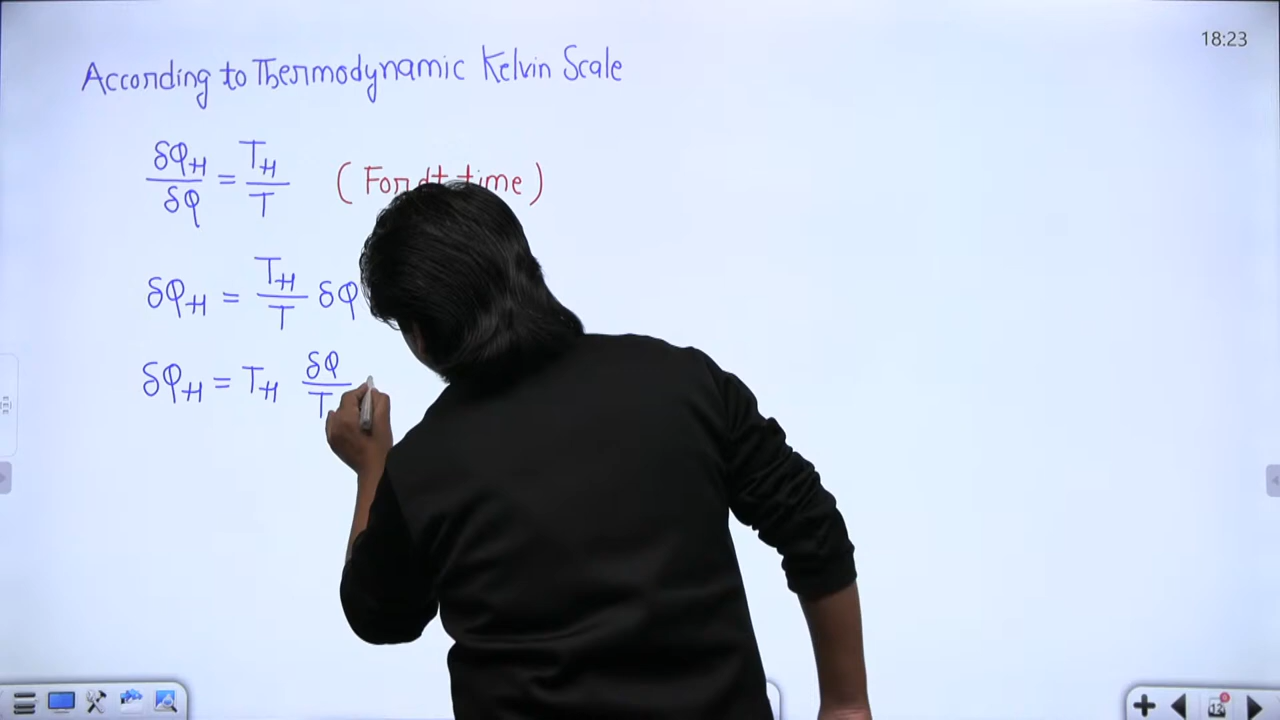 18:23
According to Thermodynamic Kelvin Scale
δQH/δQ = TH/T (For dt time)
δQH = TH/T δQ
δQH = TH δQ/T
12